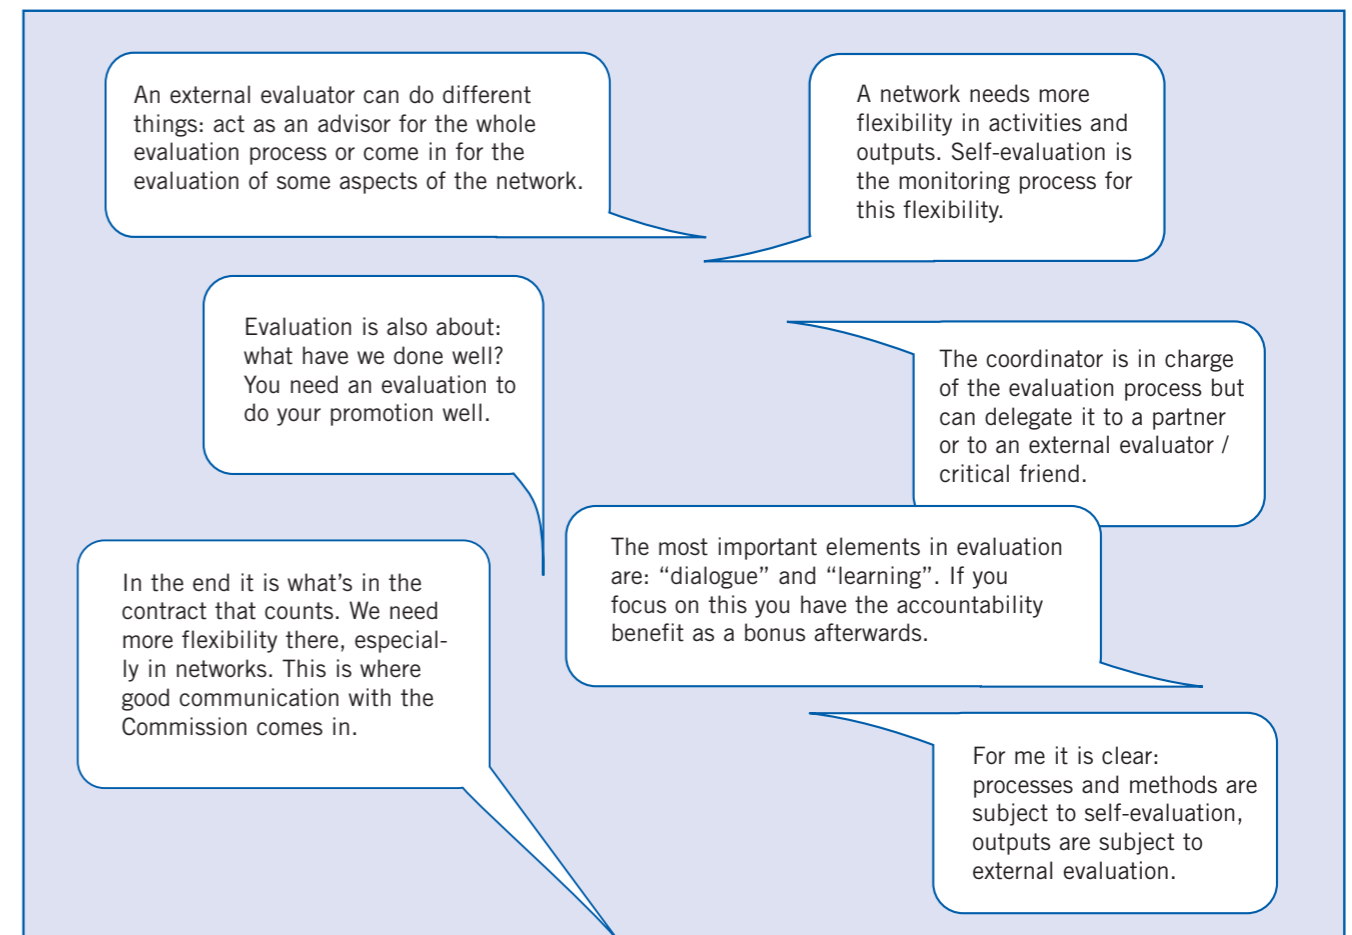 An external evaluator can do different
things: act as an advisor for the whole
evaluation process or come in for the
evaluation of some aspects of the network.
A network needs more
flexibility in activities and
outputs. Self-evaluation is
the monitoring process for
this flexibility.
Evaluation is also about:
what have we done well?
You need an evaluation to
do your promotion well.
The coordinator is in charge
of the evaluation process but
can delegate it to a partner
or to an external evaluator /
critical friend.
The most important elements in evaluation
are: “dialogue” and “learning”. If you
focus on this you have the accountability
benefit as a bonus afterwards.
In the end it is what’s in the
contract that counts. We need
more flexibility there, especial-
ly in networks. This is where
good communication with the
Commission comes in.
For me it is clear:
processes and methods are
subject to self-evaluation,
outputs are subject to
external evaluation.